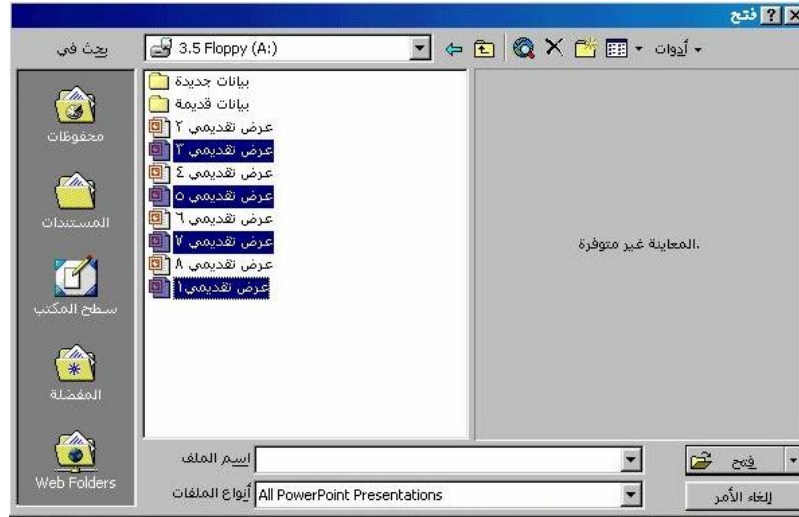 فتح
بحث في
3.5 Floppy (A:)
أدوات
محفوظات
المستندات
سطح المكتب
المفضلة
Web Folders
بيانات جديدة
بيانات قديمة
عرض تقديمي ٢
عرض تقديمي ٣
عرض تقديمي ٤
عرض تقديمي ٥
عرض تقديمي ٦
عرض تقديمي ٧
عرض تقديمي ٨
عرض تقديمي١
المعاينة غير متوفرة.
اسم الملف
فتح
أنواع الملفات
All PowerPoint Presentations
إلغاء الأمر